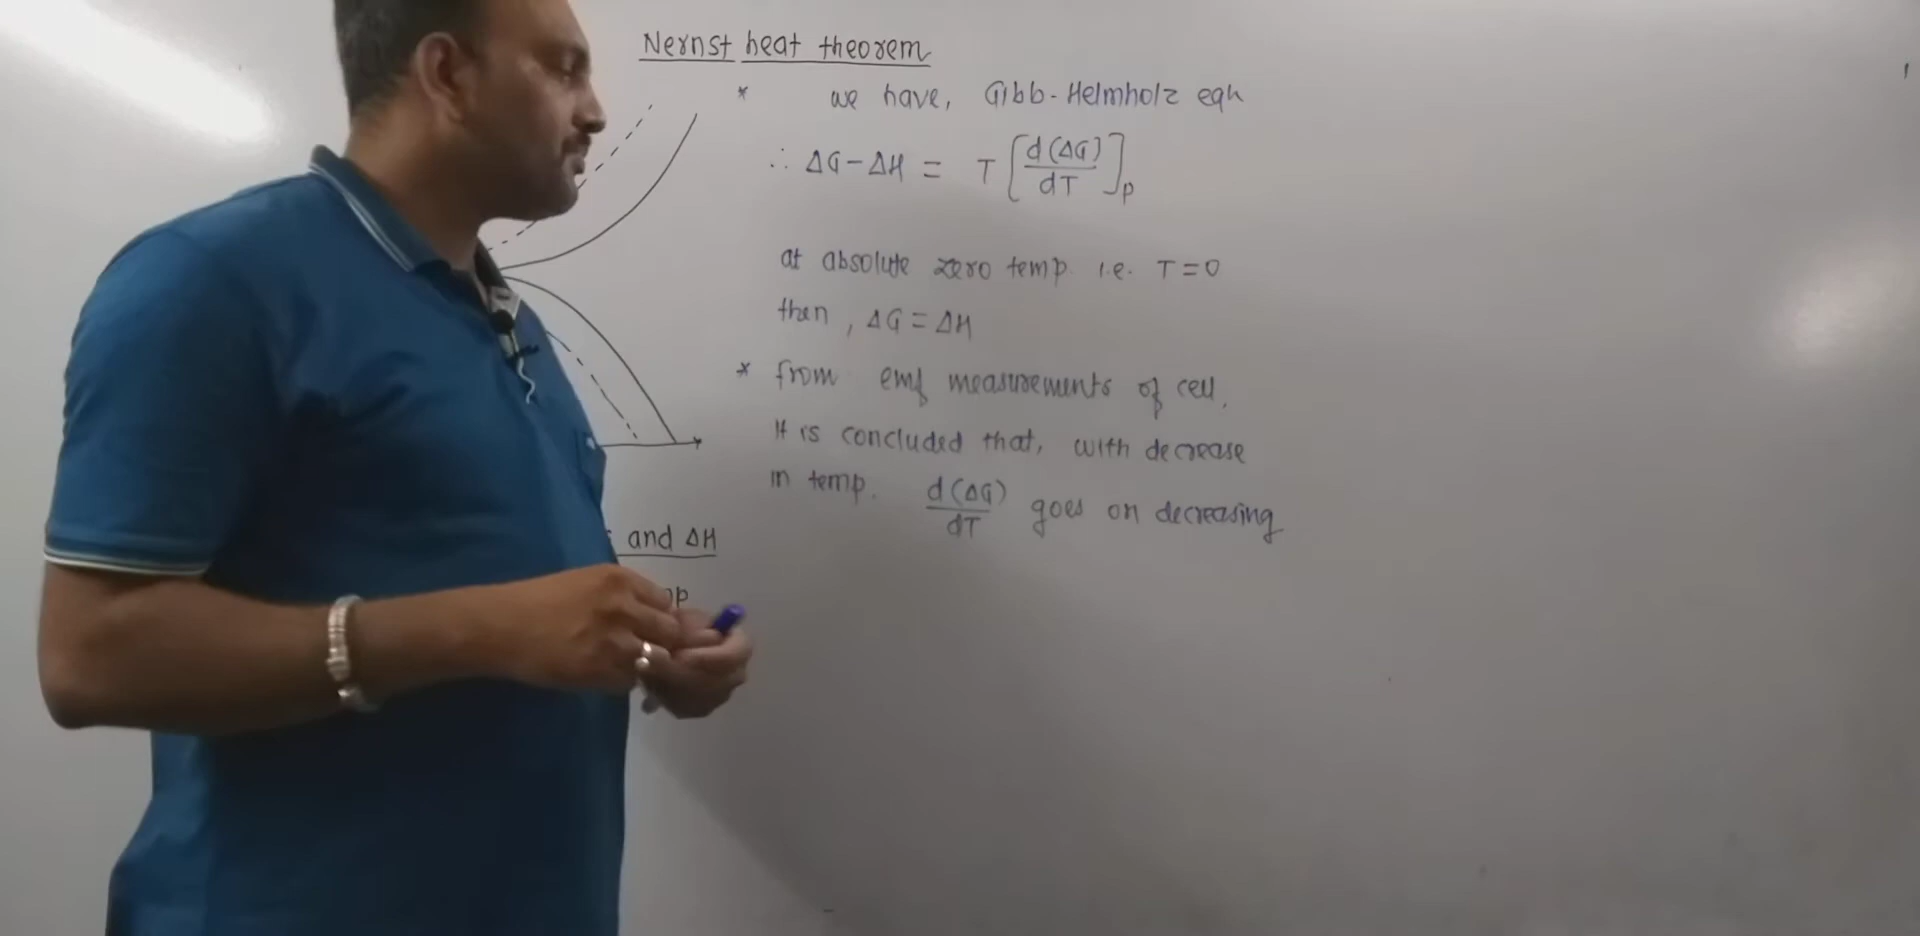 Nernst heat theorem
* we have, Gibb-Helmholz eqn
∴ ΔG-ΔH = T [d(ΔG)/dT]p
at absolute zero temp. i.e. T=0
then, ΔG=ΔH
* from emf measurements of cell,
It is concluded that, with decrease
in temp. d(ΔG)/dT goes on decreasing
and ΔH